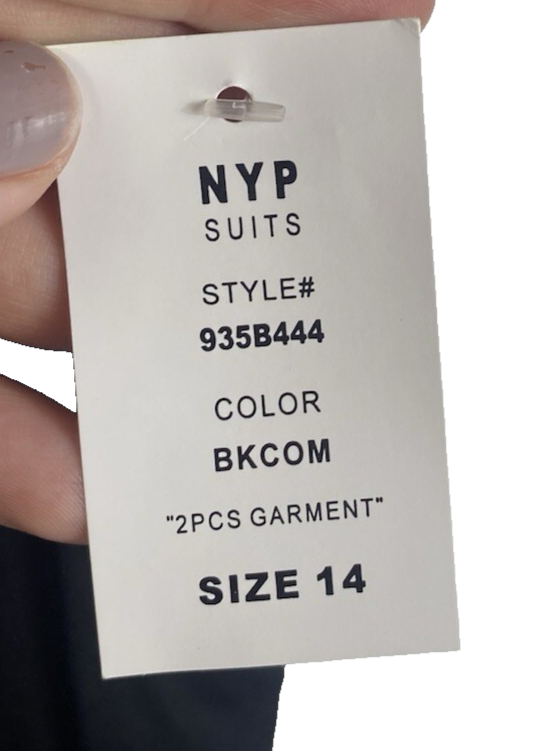 NYP
SUITS
STYLE#
935B444
COLOR
BKCOM
"2PCS GARMENT"
SIZE 14